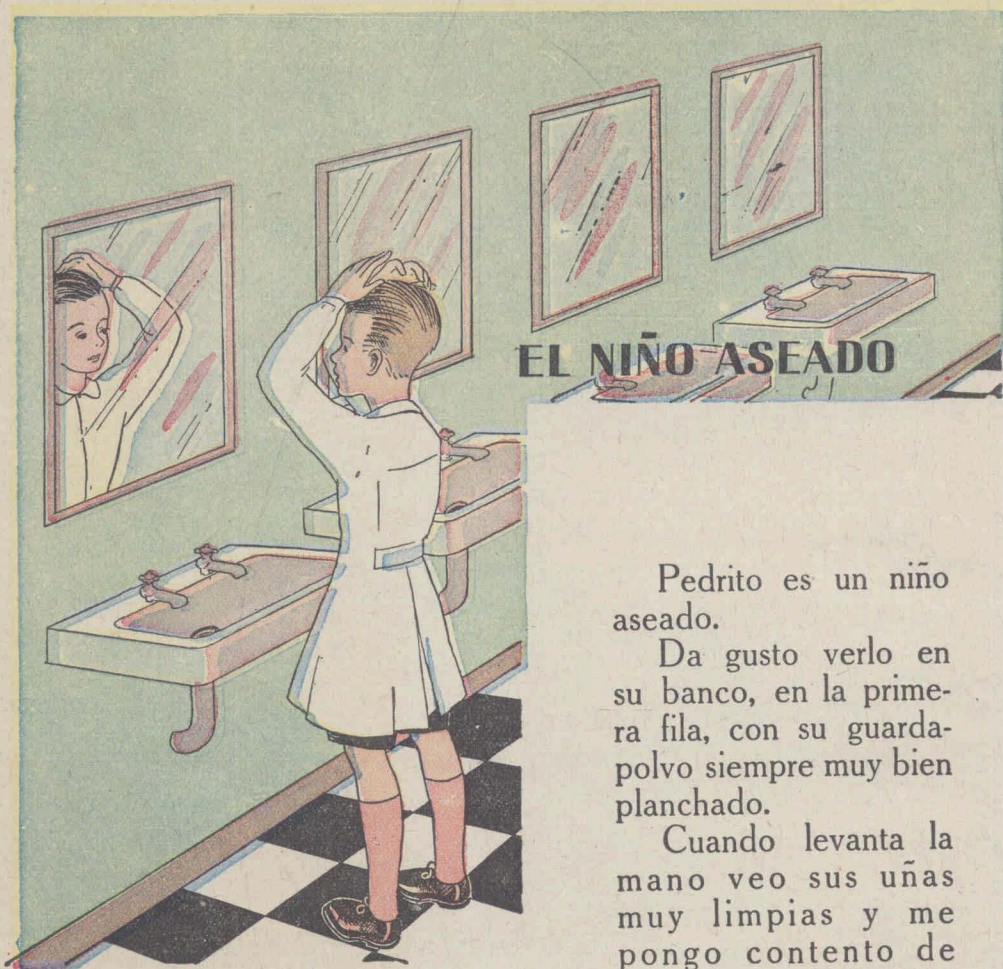 EL NIÑO ASEADO
Pedrito es un niño
aseado.
Da gusto verlo en
su banco, en la prime-
ra fila, con su guarda-
polvo siempre muy bien
planchado.
Cuando levanta la
mano veo sus uñas
muy limpias y me
pongo contento de